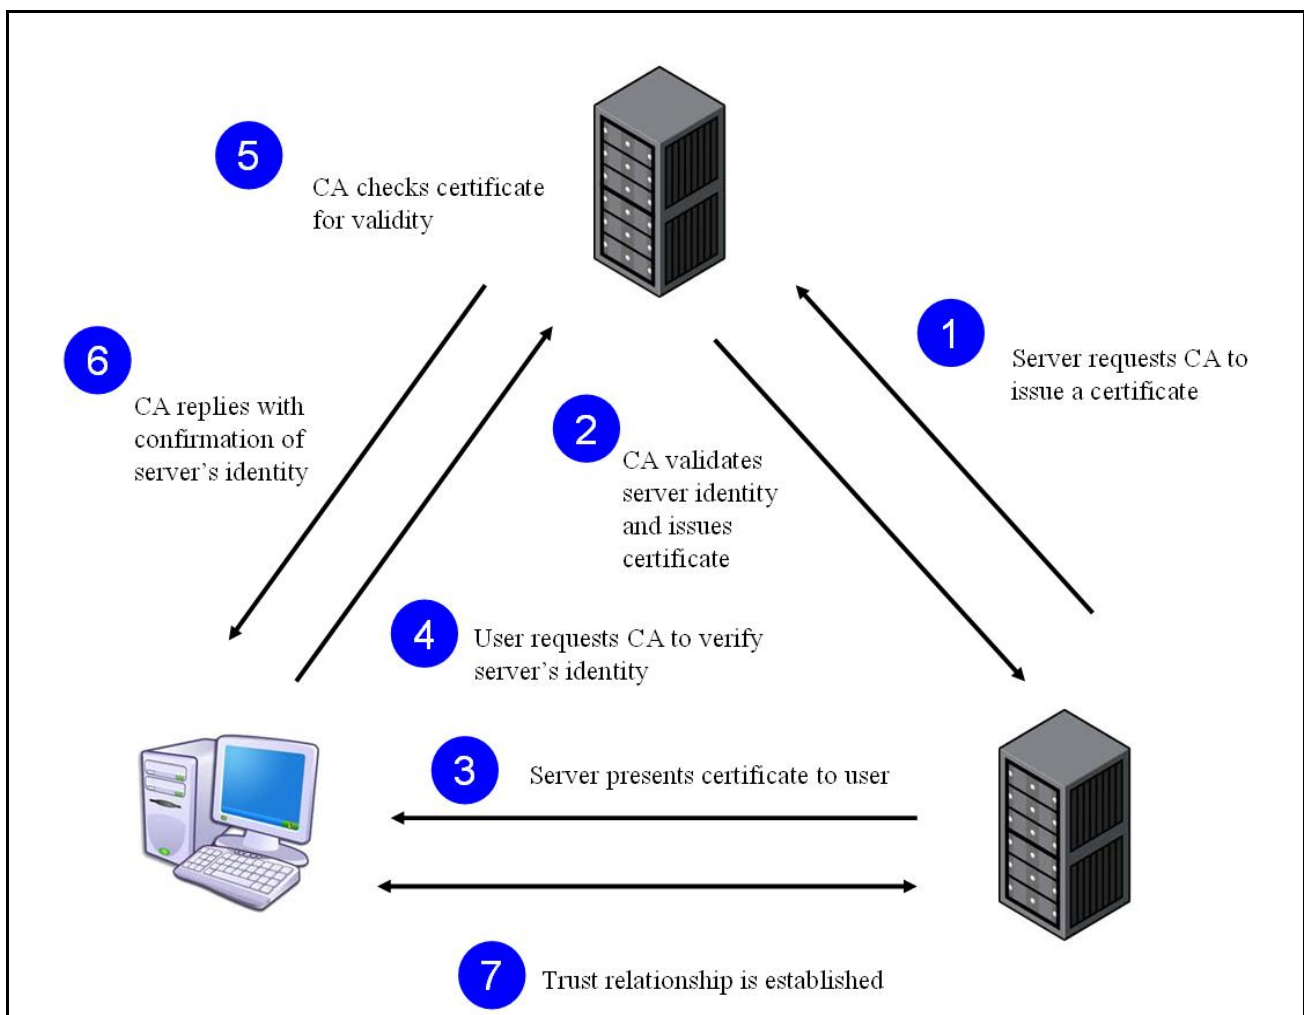 5
CA checks certificate
for validity
1
Server requests CA to
issue a certificate
6
CA replies with
confirmation of
server’s identity
2
CA validates
server identity
and issues
certificate
4
User requests CA to verify
server’s identity
3
Server presents certificate to user
7
Trust relationship is established